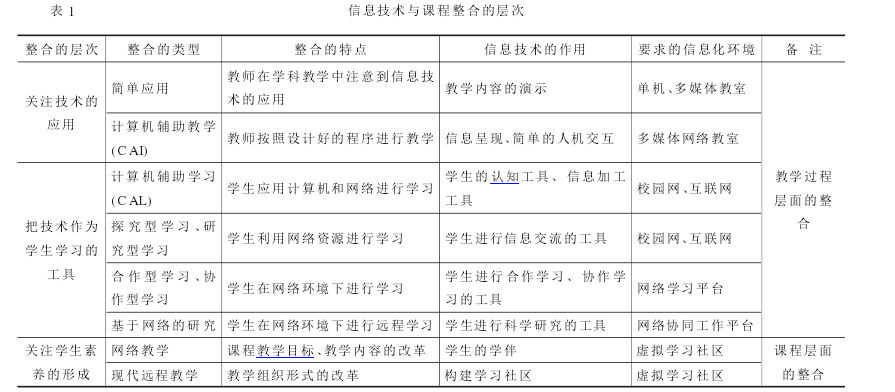 表 1 信息技术与课程整合的层次
整合的层次 整合的类型 整合的特点 信息技术的作用 要求的信息化环境 备 注
关注技术的
应用
简单应用
教师在学科教学中注意到信息技
术的应用
教学内容的演示
单机、多媒体教室
计算机辅助教学
(CAI)
教师按照设计好的程序进行教学
信息呈现、简单的人机交互
多媒体网络教室
把技术作为
学生学习的
工具
计算机辅助学习
(CAL)
学生应用计算机和网络进行学习
学生的认知工具、信息加工
工具
校园网、互联网
探究型学习、研
究型学习
学生利用网络资源进行学习
学生进行信息交流的工具
校园网、互联网
合作型学习、协
作型学习
学生在网络环境下进行学习
学生进行合作学习、协作学
习的工具
网络学习平台
基于网络的研究
学生在网络环境下进行远程学习
学生进行科学研究的工具
网络协同工作平台
教学过程
层面的整
合
关注学生素
养的形成
网络教学
课程教学目标、教学内容的改革
学生的学伴
虚拟学习社区
现代远程教学
教学组织形式的改革
构建学习社区
虚拟学习社区
课程层面
的整合